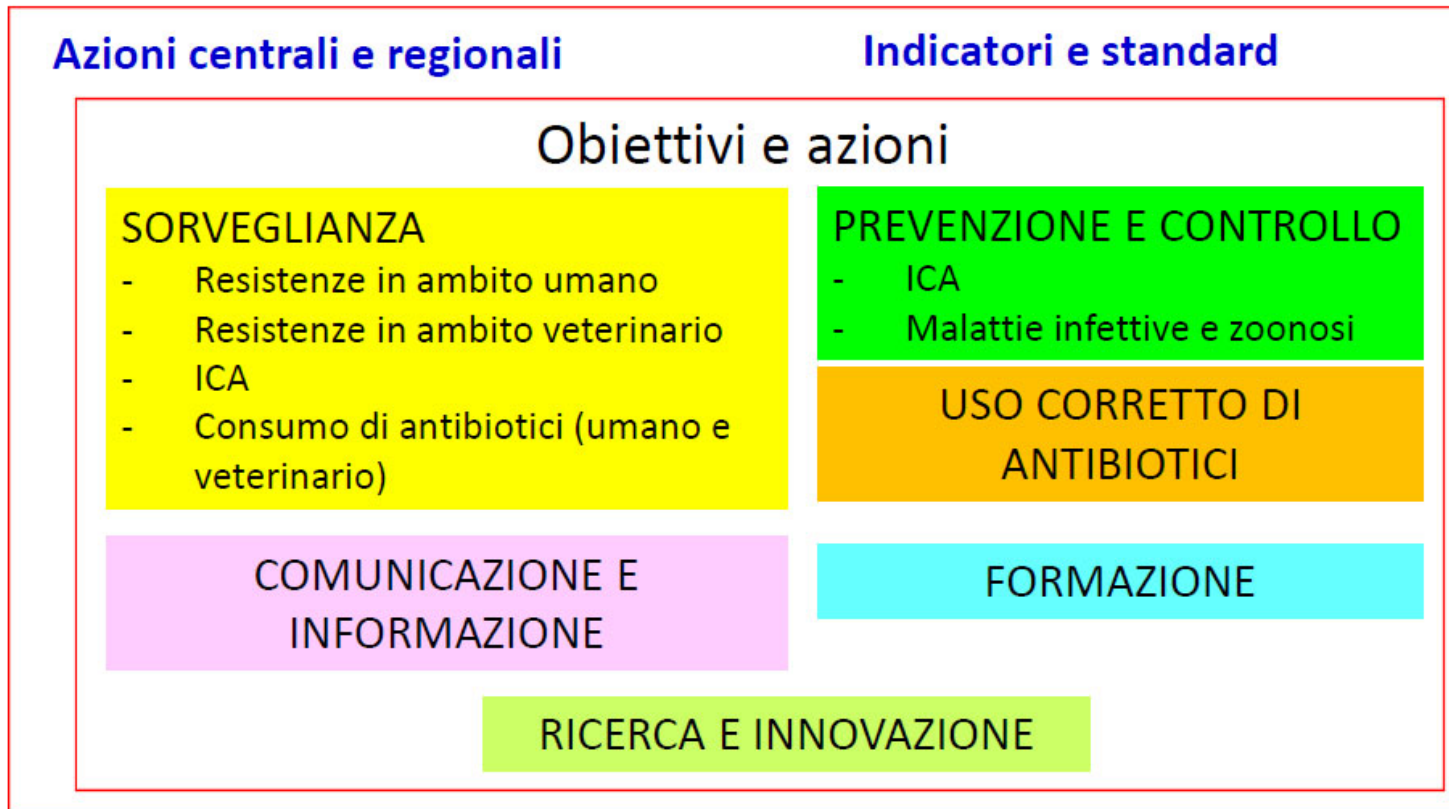 Azioni centrali e regionali
Indicatori e standard
Obiettivi e azioni
SORVEGLIANZA
- Resistenze in ambito umano
- Resistenze in ambito veterinario
- ICA
- Consumo di antibiotici (umano e
veterinario)
PREVENZIONE E CONTROLLO
- ICA
- Malattie infettive e zoonosi
USO CORRETTO DI
ANTIBIOTICI
COMUNICAZIONE E
INFORMAZIONE
FORMAZIONE
RICERCA E INNOVAZIONE